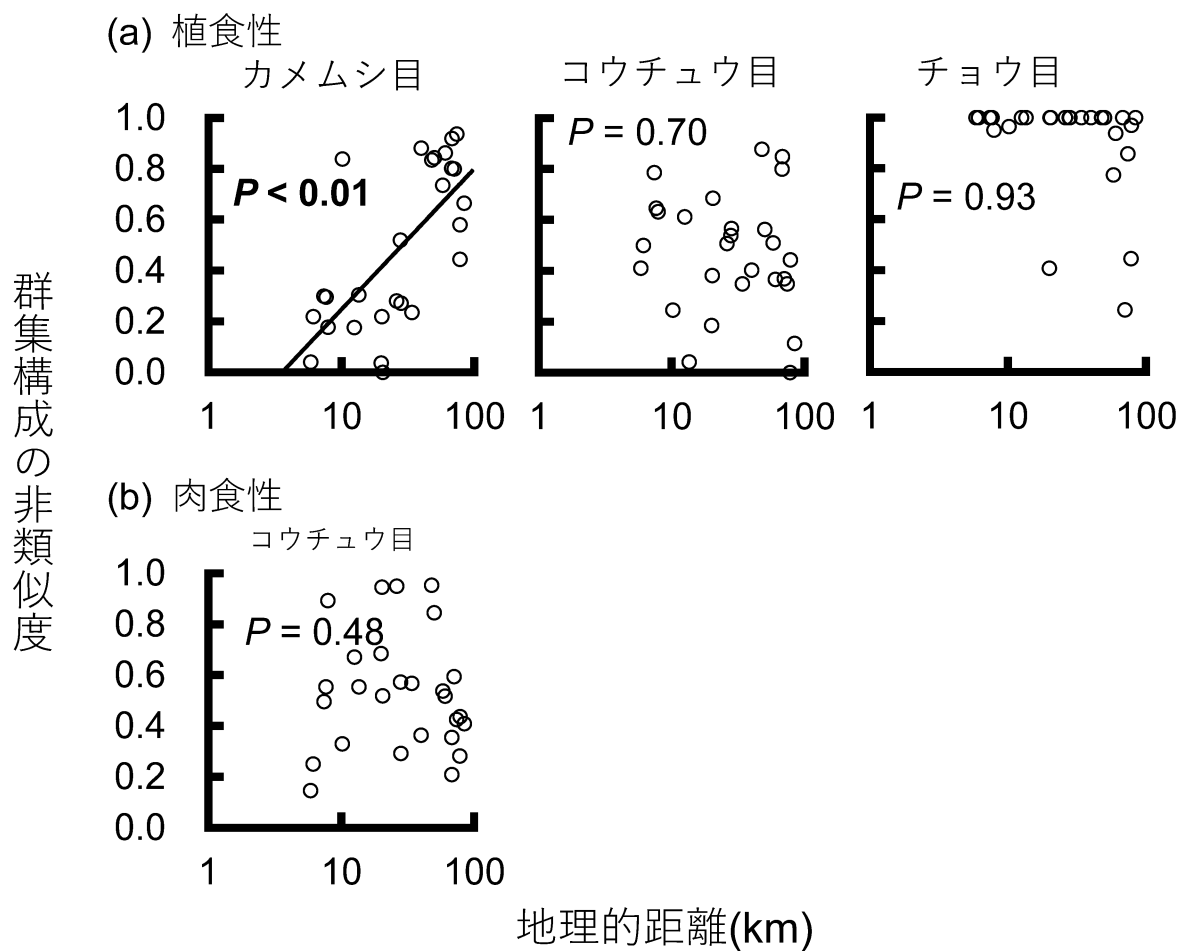 (a) 植食性
カメムシ目
コウチュウ目
チョウ目
1.0
0.8
0.6
0.4
0.2
0.0
P < 0.01
P = 0.70
P = 0.93
1 10 100
1 10 100
1 10 100
群集構成の非類似度
(b) 肉食性
コウチュウ目
1.0
0.8
0.6
0.4
0.2
0.0
P = 0.48
1 10 100
地理的距離(km)